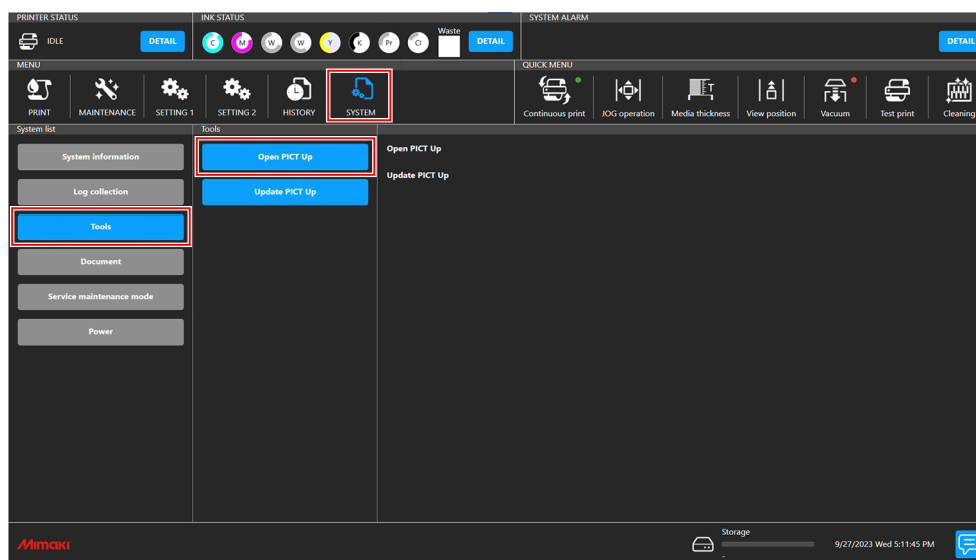 PRINTER STATUS
INK STATUS
SYSTEM ALARM
IDLE
DETAIL
C M W W Y K Pr Cl
Waste
DETAIL
DETAIL
MENU
QUICK MENU
PRINT
MAINTENANCE
SETTING 1
SETTING 2
HISTORY
SYSTEM
Continuous print
JOG operation
T
Media thickness
View position
Vacuum
Test print
Cleaning
System list
Tools
System information
Open PICT Up
Open PICT Up
Log collection
Update PICT Up
Update PICT Up
Tools
Document
Service maintenance mode
Power
Mimaki
Storage
-
9/27/2023 Wed 5:11:45 PM